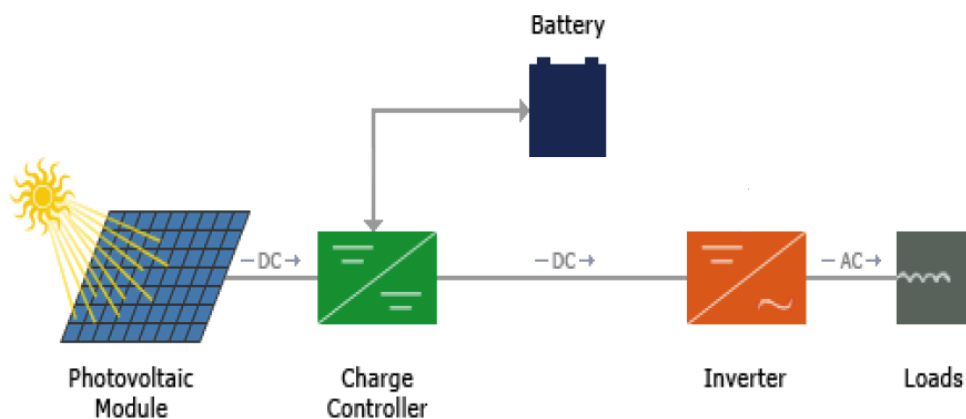 Battery
DC
DC
AC
Photovoltaic
Module
Charge
Controller
Inverter
Loads